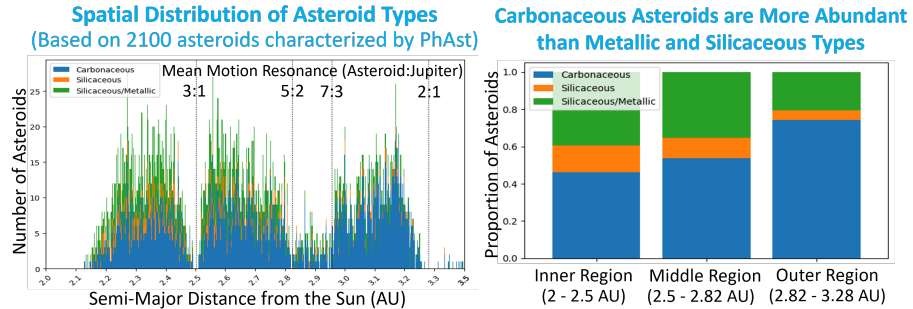 Spatial Distribution of Asteroid Types
(Based on 2100 asteroids characterized by PhAst)
Mean Motion Resonance (Asteroid:Jupiter)
Carbonaceous
Silicaceous
Silicaceous/Metallic
3:1
5:2
7:3
2:1
Number of Asteroids
25
20
15
10
5
0
2.0
2.1
2.2
2.3
2.4
2.5
2.6
2.7
2.8
2.9
3.0
3.1
3.2
3.3
3.4
3.5
Semi-Major Distance from the Sun (AU)
Carbonaceous Asteroids are More Abundant
than Metallic and Silicaceous Types
Carbonaceous
Silicaceous
Silicaceous/Metallic
Proportion of Asteroids
1.0
0.8
0.6
0.4
0.2
0.0
Inner Region
(2 - 2.5 AU)
Middle Region
(2.5 - 2.82 AU)
Outer Region
(2.82 - 3.28 AU)